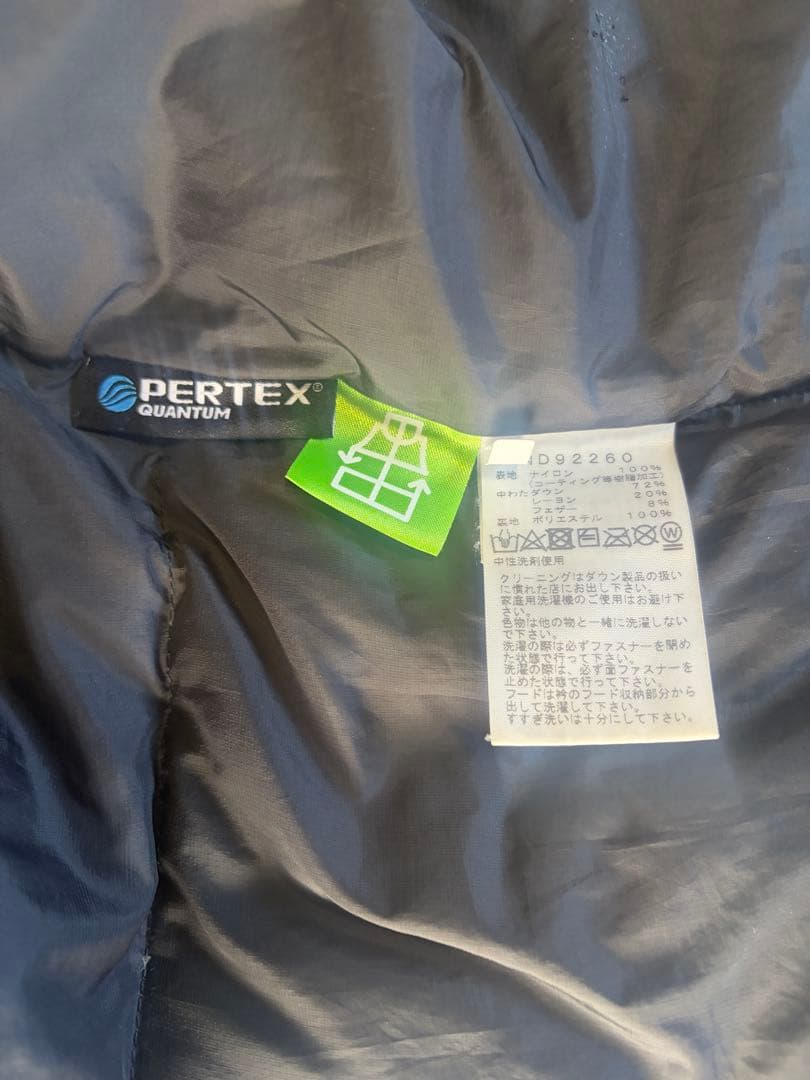 PERTEX®
QUANTUM
ND92260
表地 ナイロン 100%
(コーティング等樹脂加工)
中わたダウン 72%
レーヨン 20%
フェザー 8%
裏地 ポリエステル 100%
中性洗剤使用
クリーニングはダウン製品の扱い
に慣れた店にお出し下さい。
家庭用洗濯機のご使用はお避け下
さい。
色物は他の物と一緒に洗濯しない
で下さい。
洗濯の際は必ずファスナーを閉め
た状態で行って下さい。
洗濯の際は、必ず面ファスナーを
止めた状態で行って下さい。
フードは衿のフード収納部分から
出して洗濯して下さい。
すすぎ洗いは十分にして下さい。